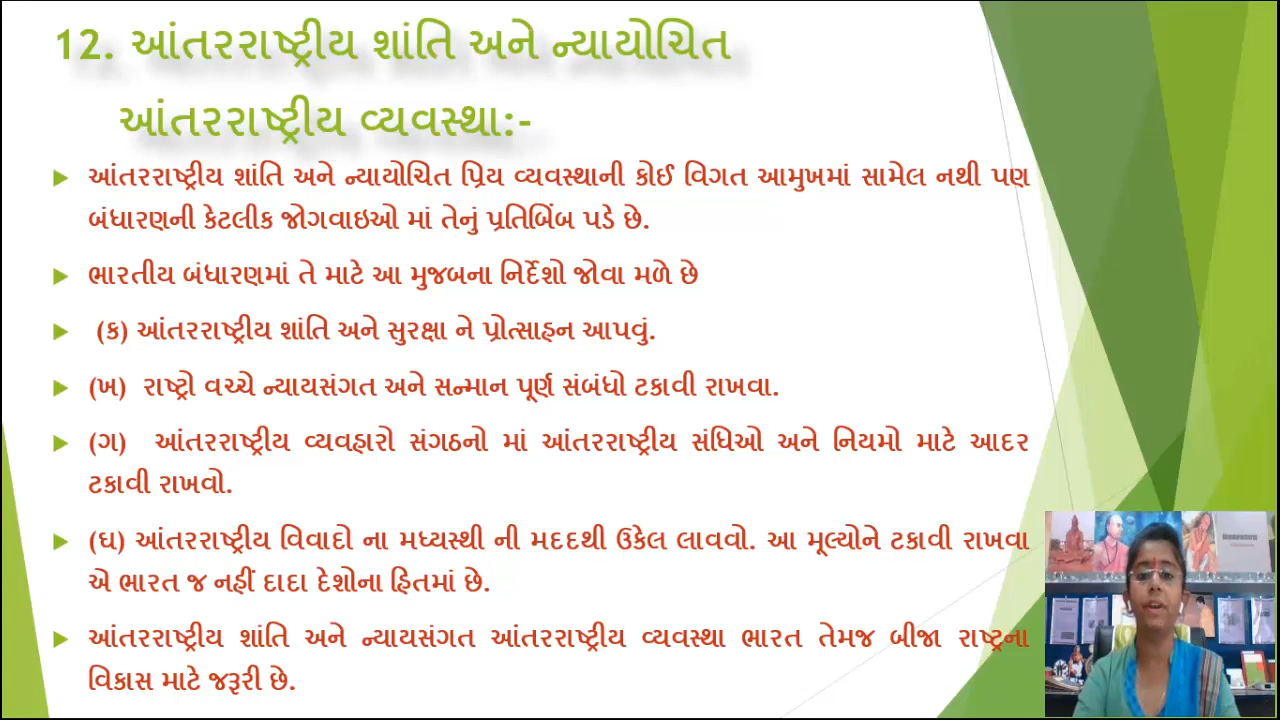 12. આંતરરાષ્ટ્રીય શાંતિ અને ન્યાયોચિત
આંતરરાષ્ટ્રીય વ્યવસ્થા:-
આંતરરાષ્ટ્રીય શાંતિ અને ન્યાયોચિત પ્રિય વ્યવસ્થાની કોઈ વિગત આમુખમાં સામેલ નથી પણ
બંધારણની કેટલીક જોગવાઇઓ માં તેનું પ્રતિબિંબ પડે છે.
ભારતીય બંધારણમાં તે માટે આ મુજબના નિર્દેશો જોવા મળે છે
(ક) આંતરરાષ્ટ્રીય શાંતિ અને સુરક્ષા ને પ્રોત્સાહન આપવું.
(ખ) રાષ્ટ્રો વચ્ચે ન્યાયસંગત અને સન્માન પૂર્ણ સંબંધો ટકાવી રાખવા.
(ગ) આંતરરાષ્ટ્રીય વ્યવહારો સંગઠનો માં આંતરરાષ્ટ્રીય સંધિઓ અને નિયમો માટે આદર
ટકાવી રાખવો.
(ઘ) આંતરરાષ્ટ્રીય વિવાદો ના મધ્યસ્થી ની મદદથી ઉકેલ લાવવો. આ મૂલ્યોને ટકાવી રાખવા
એ ભારત જ નહીં દાદા દેશોના હિતમાં છે.
આંતરરાષ્ટ્રીય શાંતિ અને ન્યાયસંગત આંતરરાષ્ટ્રીય વ્યવસ્થા ભારત તેમજ બીજા રાષ્ટ્રના
વિકાસ માટે જરૂરી છે.